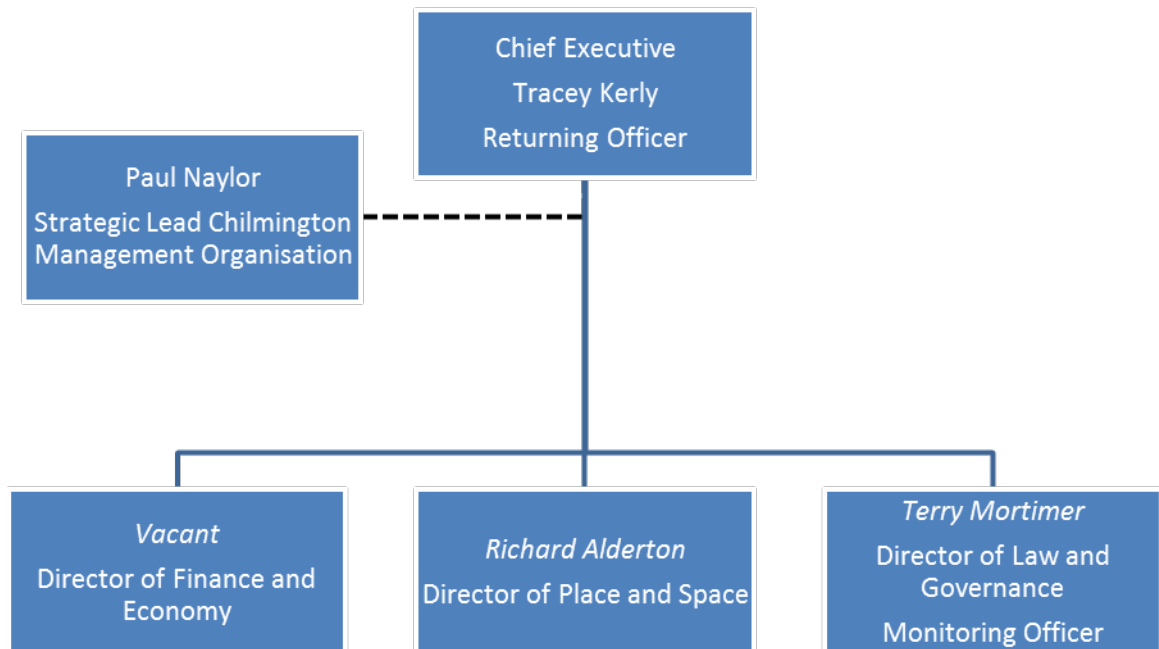 Chief Executive
Tracey Kerly
Returning Officer
Paul Naylor
Strategic Lead Chilmington
Management Organisation
Vacant
Director of Finance and
Economy
Richard Alderton
Director of Place and Space
Terry Mortimer
Director of Law and
Governance
Monitoring Officer